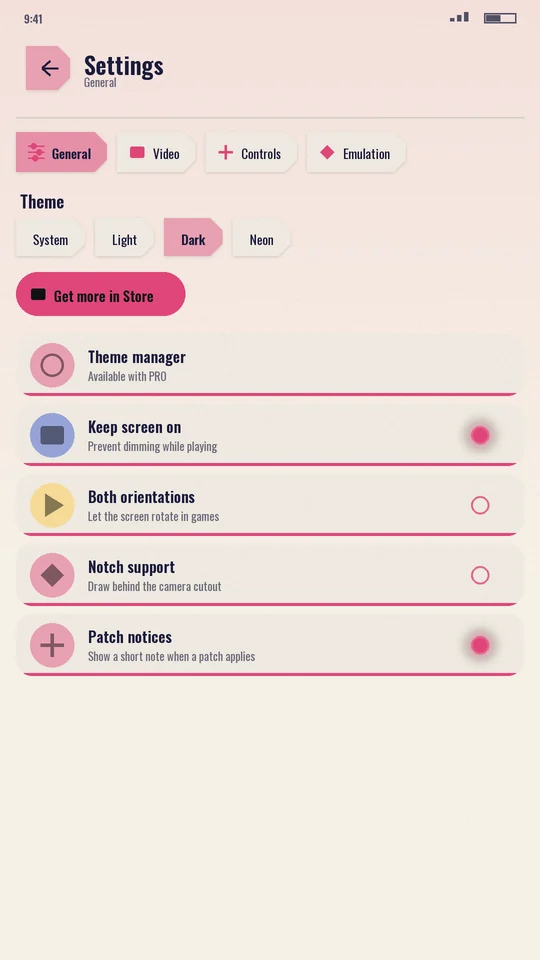 9:41
Settings
General
General
Video
Controls
Emulation
Theme
System
Light
Dark
Neon
Get more in Store
Theme manager
Available with PRO
Keep screen on
Prevent dimming while playing
Both orientations
Let the screen rotate in games
Notch support
Draw behind the camera cutout
Patch notices
Show a short note when a patch applies